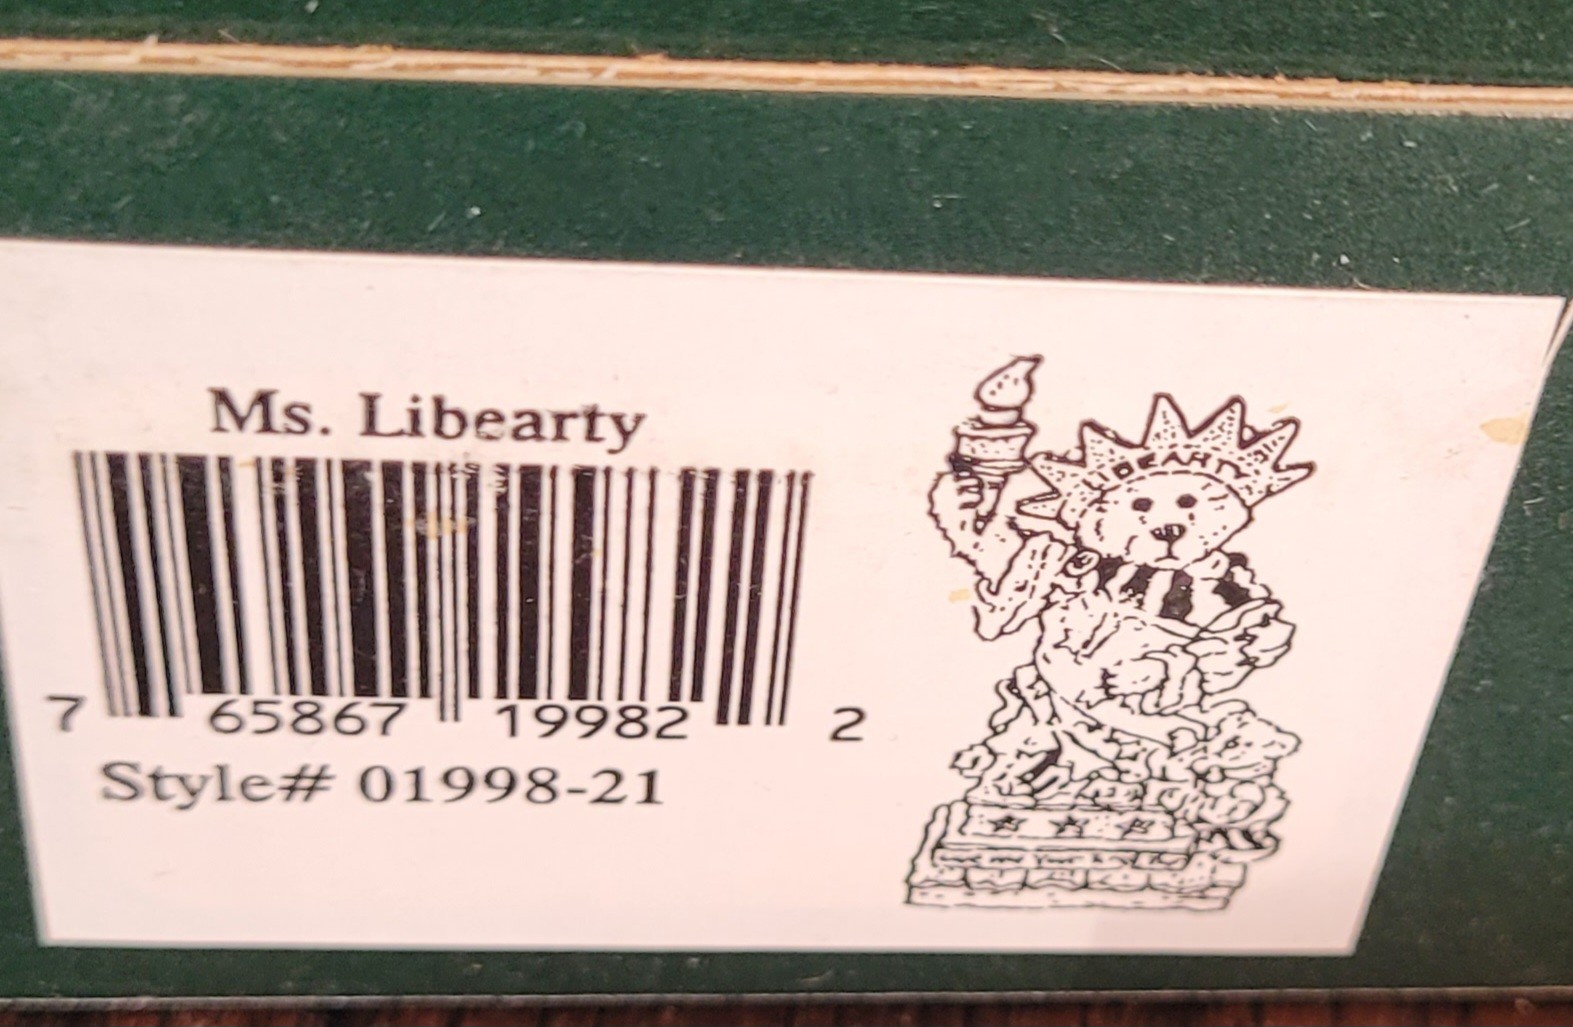 Ms. Libearty
7 65867 19982 2
Style# 01998-21
LIBEARTY